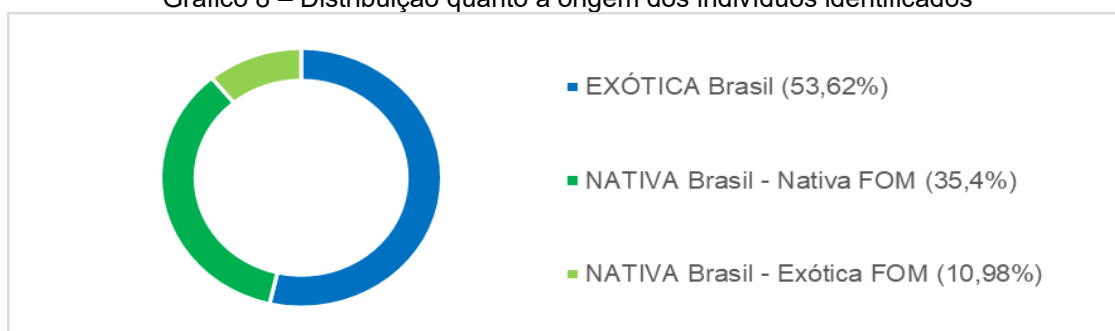 Gráfico 8 – Distribuição quanto à origem dos indivíduos identificados
EXÓTICA Brasil (53,62%)
NATIVA Brasil - Nativa FOM (35,4%)
NATIVA Brasil - Exótica FOM (10,98%)